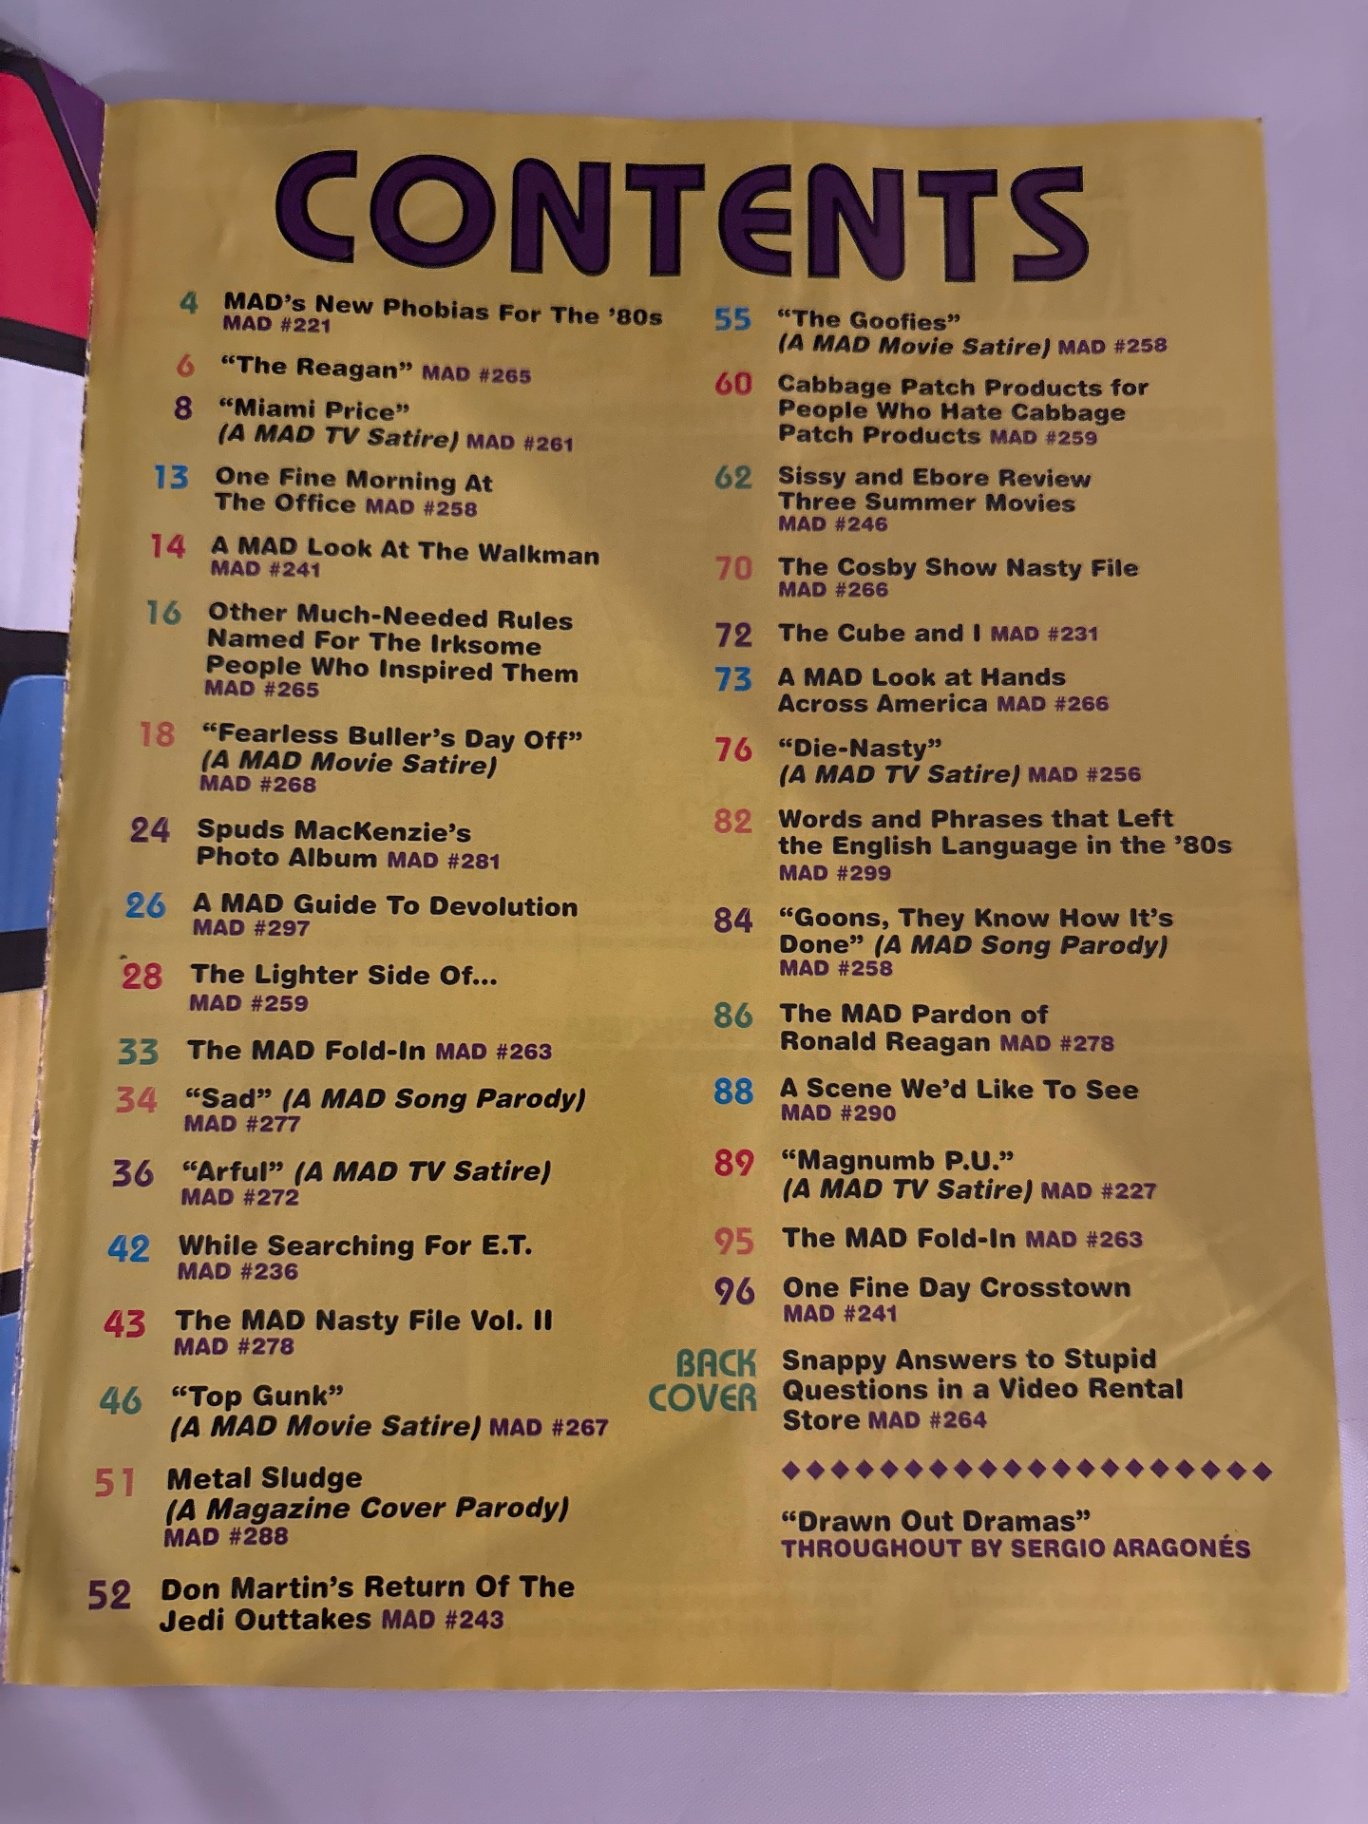 CONTENTS
4 MAD's New Phobias For The '80s
MAD #221
6 “The Reagan” MAD #265
8 “Miami Price”
(A MAD TV Satire) MAD #261
13 One Fine Morning At
The Office MAD #258
14 A MAD Look At The Walkman
MAD #241
16 Other Much-Needed Rules
Named For The Irksome
People Who Inspired Them
MAD #265
18 “Fearless Buller’s Day Off”
(A MAD Movie Satire)
MAD #268
24 Spuds MacKenzie’s
Photo Album MAD #281
26 A MAD Guide To Devolution
MAD #297
28 The Lighter Side Of...
MAD #259
33 The MAD Fold-In MAD #263
34 “Sad” (A MAD Song Parody)
MAD #277
36 “Arful” (A MAD TV Satire)
MAD #272
42 While Searching For E.T.
MAD #236
43 The MAD Nasty File Vol. II
MAD #278
46 “Top Gunk”
(A MAD Movie Satire) MAD #267
51 Metal Sludge
(A Magazine Cover Parody)
MAD #288
52 Don Martin’s Return Of The
Jedi Outtakes MAD #243
55 “The Goofies”
(A MAD Movie Satire) MAD #258
60 Cabbage Patch Products for
People Who Hate Cabbage
Patch Products MAD #259
62 Sissy and Ebore Review
Three Summer Movies
MAD #246
70 The Cosby Show Nasty File
MAD #266
72 The Cube and I MAD #231
73 A MAD Look at Hands
Across America MAD #266
76 “Die-Nasty”
(A MAD TV Satire) MAD #256
82 Words and Phrases that Left
the English Language in the ’80s
MAD #299
84 “Goons, They Know How It’s
Done” (A MAD Song Parody)
MAD #258
86 The MAD Pardon of
Ronald Reagan MAD #278
88 A Scene We’d Like To See
MAD #290
89 “Magnumb P.U.”
(A MAD TV Satire) MAD #227
95 The MAD Fold-In MAD #263
96 One Fine Day Crosstown
MAD #241
BACK COVER Snappy Answers to Stupid
Questions in a Video Rental
Store MAD #264
“Drawn Out Dramas”
THROUGHOUT BY SERGIO ARAGONÉS